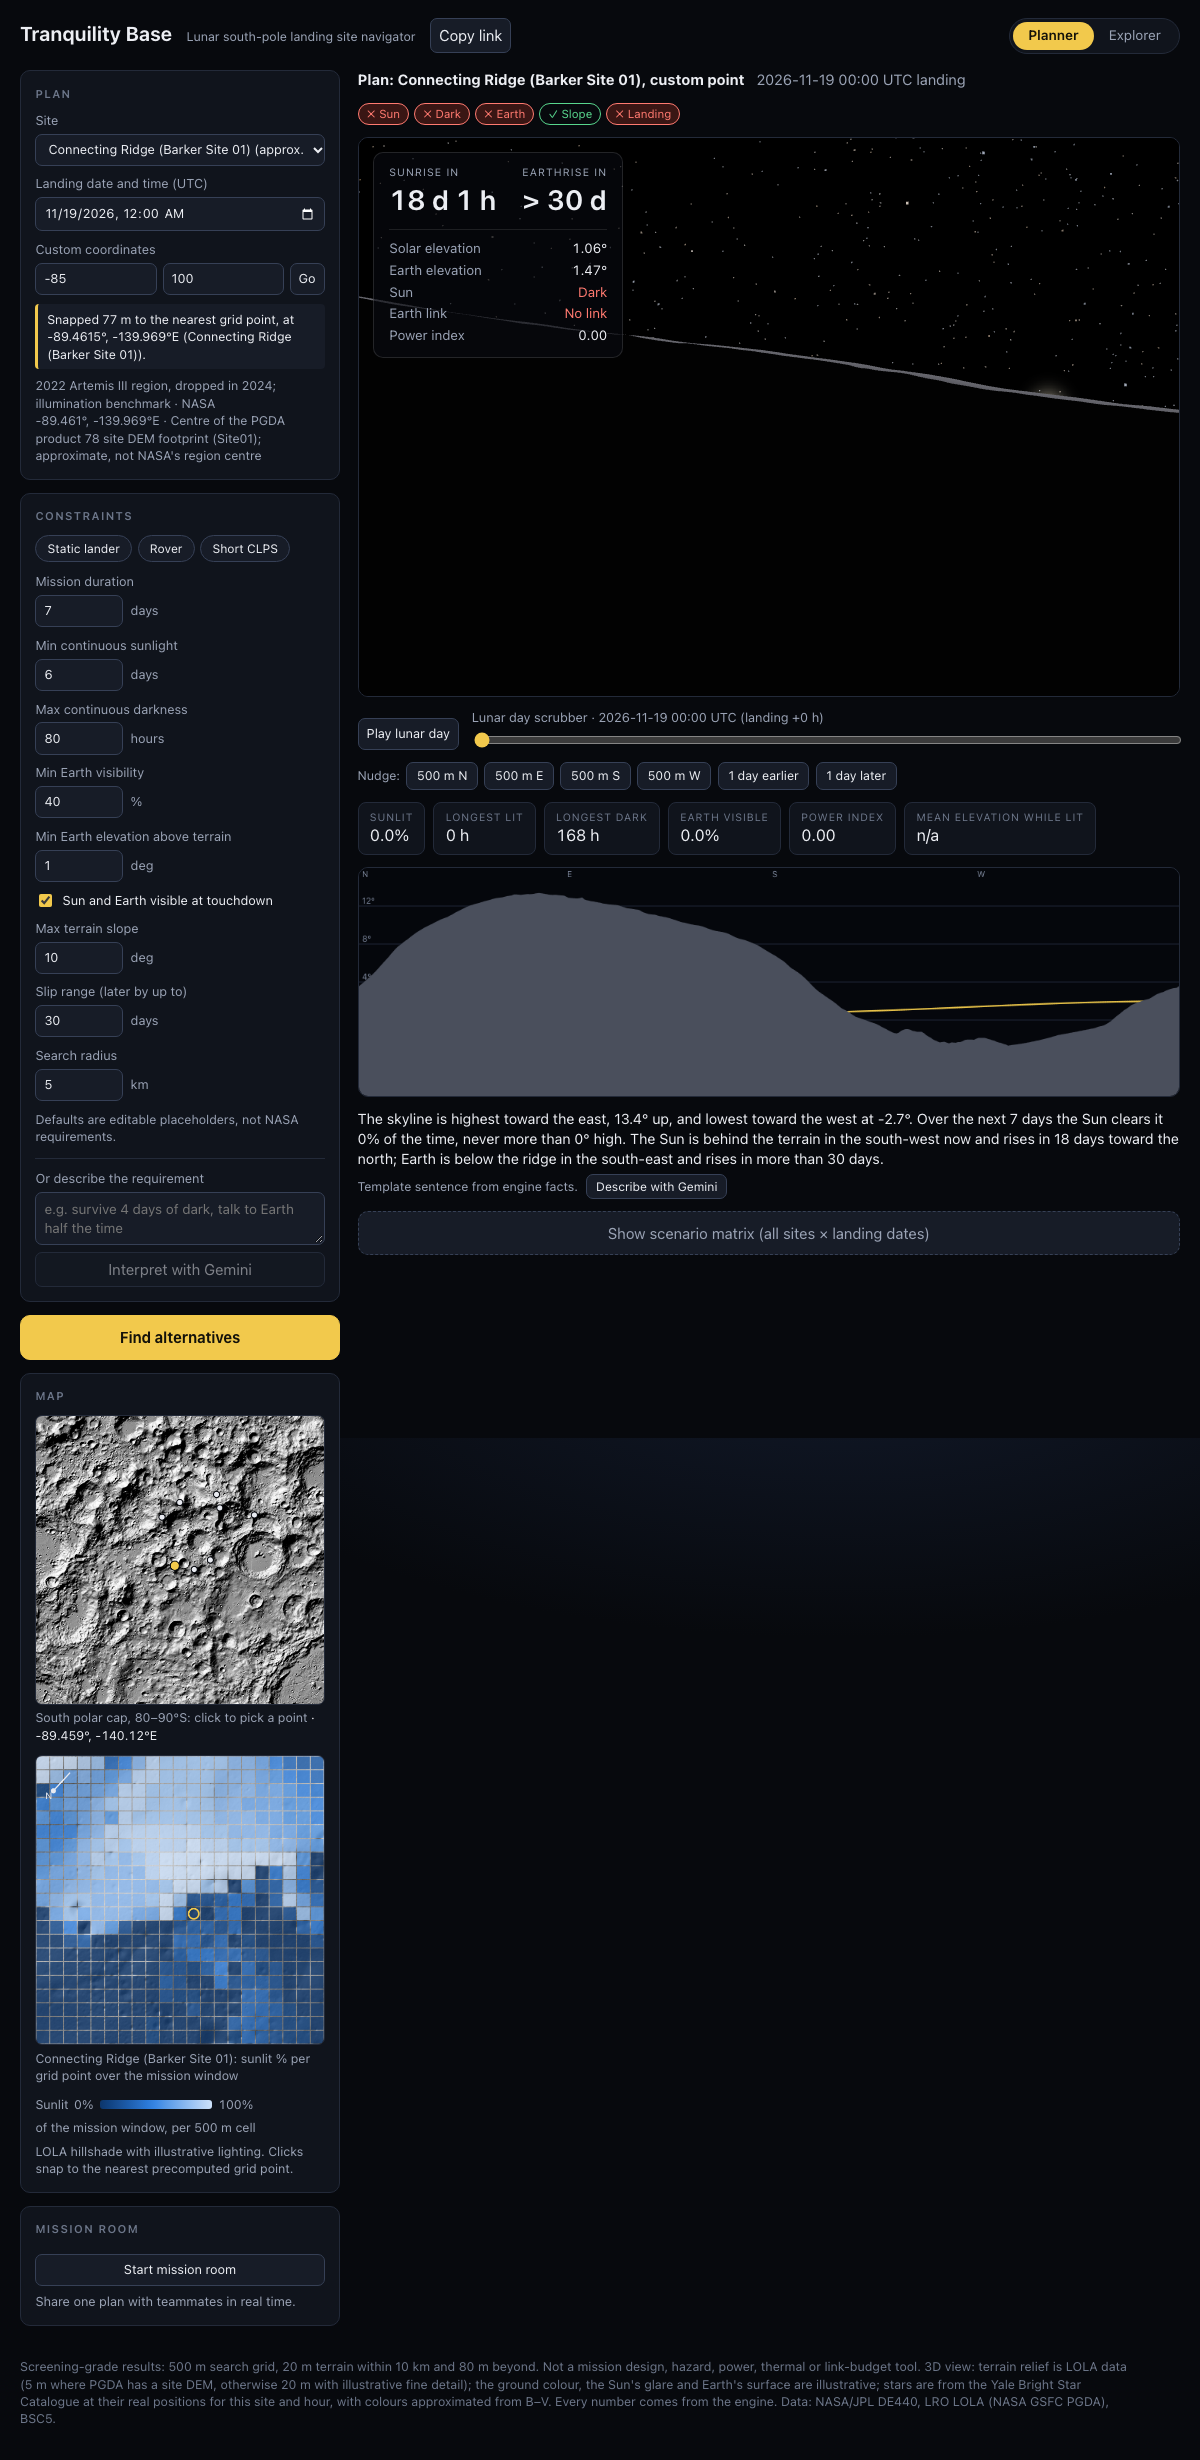 Tranquility Base
Lunar south-pole landing site navigator
Copy link
Planner
Explorer
PLAN
Site
Connecting Ridge (Barker Site 01) (approx.
Landing date and time (UTC)
11/19/2026, 12:00 AM
Custom coordinates
-85
100
Go
Snapped 77 m to the nearest grid point, at
-89.4615°, -139.969°E (Connecting Ridge
(Barker Site 01)).
2022 Artemis III region, dropped in 2024;
illumination benchmark · NASA
-89.461°, -139.969°E · Centre of the PGDA
product 78 site DEM footprint (Site01);
approximate, not NASA's region centre
CONSTRAINTS
Static lander
Rover
Short CLPS
Mission duration
7 days
Min continuous sunlight
6 days
Max continuous darkness
80 hours
Min Earth visibility
40 %
Min Earth elevation above terrain
1 deg
Sun and Earth visible at touchdown
Max terrain slope
10 deg
Slip range (later by up to)
30 days
Search radius
5 km
Defaults are editable placeholders, not NASA
requirements.
Or describe the requirement
e.g. survive 4 days of dark, talk to Earth
half the time
Interpret with Gemini
Find alternatives
MAP
South polar cap, 80–90°S: click to pick a point ·
-89.459°, -140.12°E
N
Connecting Ridge (Barker Site 01): sunlit % per
grid point over the mission window
Sunlit 0% 100%
of the mission window, per 500 m cell
LOLA hillshade with illustrative lighting. Clicks
snap to the nearest precomputed grid point.
MISSION ROOM
Start mission room
Share one plan with teammates in real time.
Plan: Connecting Ridge (Barker Site 01), custom point 2026-11-19 00:00 UTC landing
✕ Sun
✕ Dark
✕ Earth
✓ Slope
✕ Landing
SUNRISE IN
18 d 1 h
EARTHRISE IN
> 30 d
Solar elevation 1.06°
Earth elevation 1.47°
Sun Dark
Earth link No link
Power index 0.00
Play lunar day
Lunar day scrubber · 2026-11-19 00:00 UTC (landing +0 h)
Nudge:
500 m N
500 m E
500 m S
500 m W
1 day earlier
1 day later
SUNLIT
0.0%
LONGEST LIT
0 h
LONGEST DARK
168 h
EARTH VISIBLE
0.0%
POWER INDEX
0.00
MEAN ELEVATION WHILE LIT
n/a
N E S W
12°
8°
4°
The skyline is highest toward the east, 13.4° up, and lowest toward the west at -2.7°. Over the next 7 days the Sun clears it
0% of the time, never more than 0° high. The Sun is behind the terrain in the south-west now and rises in 18 days toward the
north; Earth is below the ridge in the south-east and rises in more than 30 days.
Template sentence from engine facts.
Describe with Gemini
Show scenario matrix (all sites × landing dates)
Screening-grade results: 500 m search grid, 20 m terrain within 10 km and 80 m beyond. Not a mission design, hazard, power, thermal or link-budget tool. 3D view: terrain relief is LOLA data
(5 m where PGDA has a site DEM, otherwise 20 m with illustrative fine detail); the ground colour, the Sun's glare and Earth's surface are illustrative; stars are from the Yale Bright Star
Catalogue at their real positions for this site and hour, with colours approximated from B–V. Every number comes from the engine. Data: NASA/JPL DE440, LRO LOLA (NASA GSFC PGDA),
BSC5.